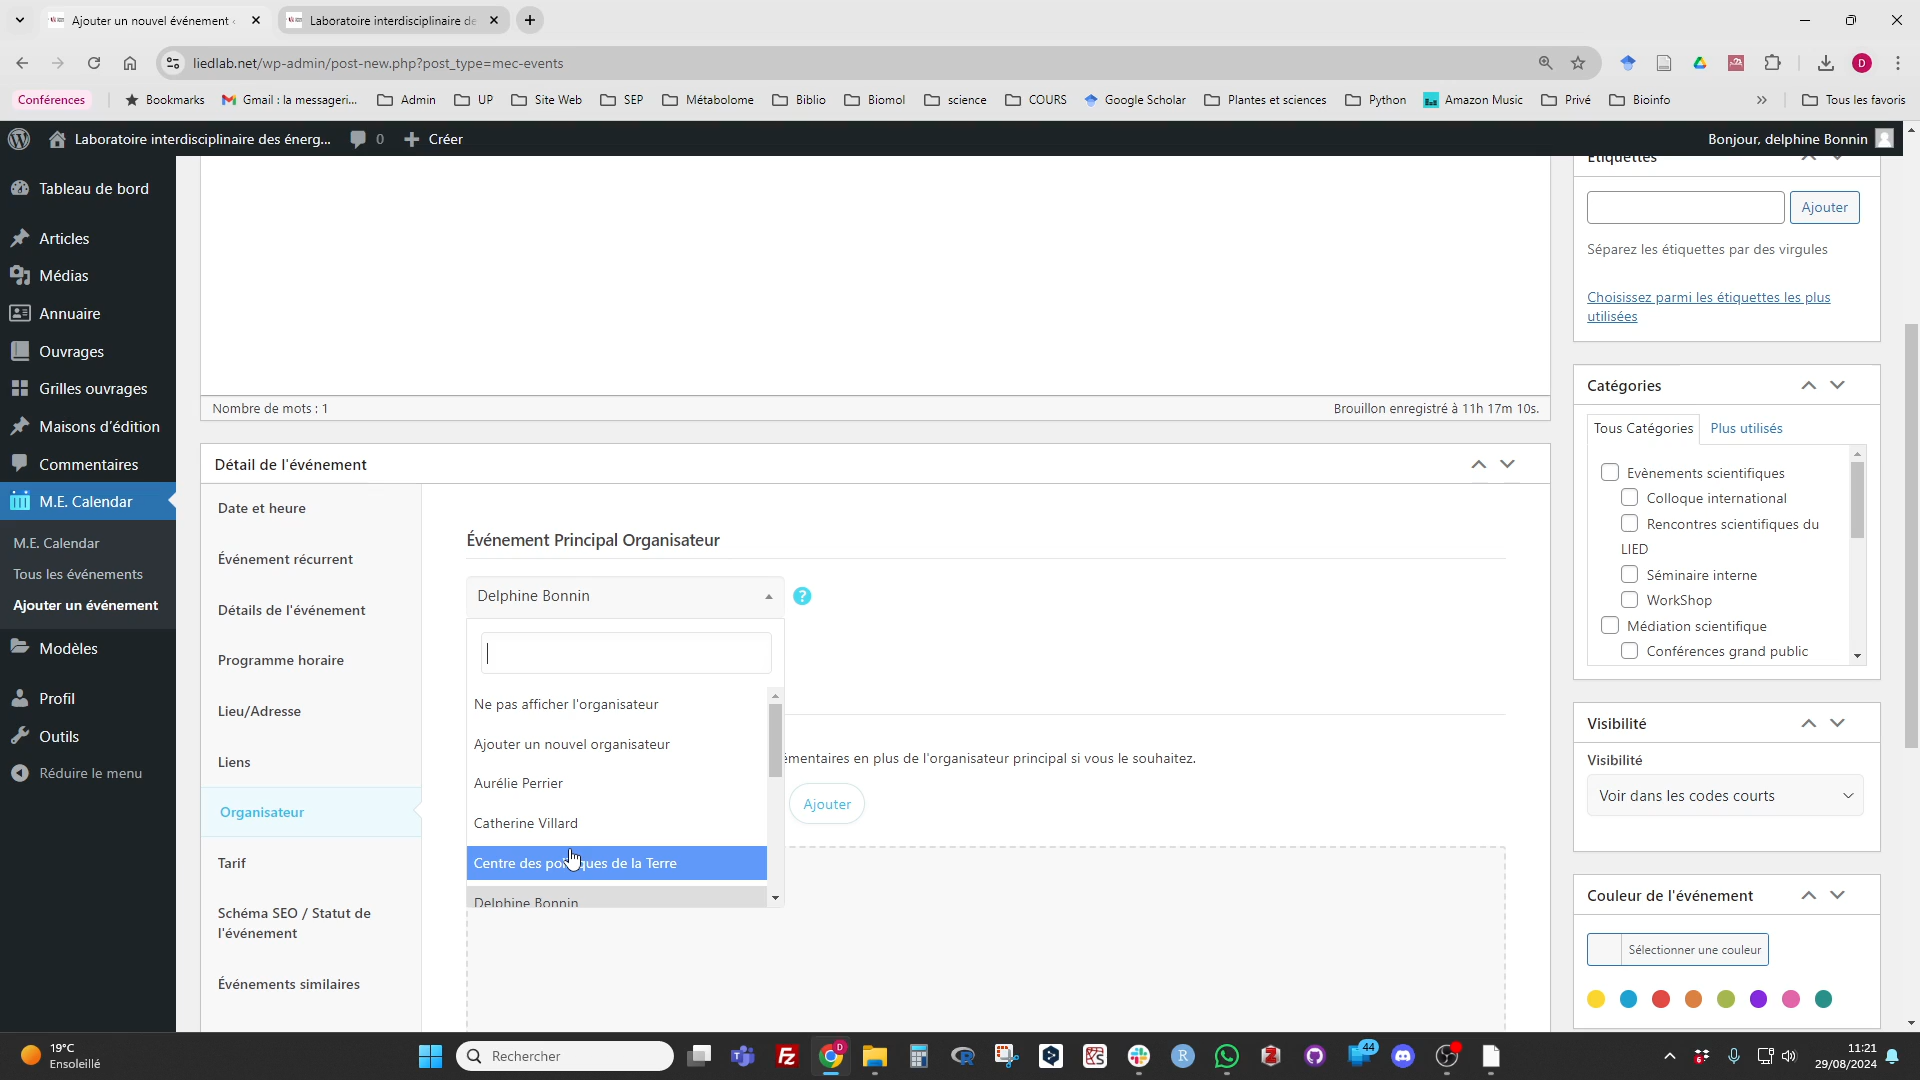 Ajouter un nouvel événement
Laboratoire interdisciplinaire de
liedlab.net/wp-admin/post-new.php?post_type=mec-events
D
Conférences
Bookmarks
Gmail : la messageri...
Admin
UP
Site Web
SEP
Métabolome
Biblio
Biomol
science
COURS
Google Scholar
Plantes et sciences
Python
Amazon Music
Privé
Bioinfo
Tous les favoris
Laboratoire interdisciplinaire des énerg...
0
Créer
Bonjour, delphine Bonnin
Tableau de bord
Articles
Médias
Annuaire
Ouvrages
Grilles ouvrages
Maisons d'édition
Commentaires
M.E. Calendar
M.E. Calendar
Tous les événements
Ajouter un événement
Modèles
Profil
Outils
Réduire le menu
Nombre de mots : 1
Brouillon enregistré à 11h 17m 10s.
Détail de l'événement
Date et heure
Événement récurrent
Détails de l'événement
Programme horaire
Lieu/Adresse
Liens
Organisateur
Tarif
Schéma SEO / Statut de
l'événement
Événements similaires
Événement Principal Organisateur
Delphine Bonnin
?
Ne pas afficher l'organisateur
Ajouter un nouvel organisateur
Aurélie Perrier
Catherine Villard
Centre des politiques de la Terre
Delphine Bonnin
émentaires en plus de l'organisateur principal si vous le souhaitez.
Ajouter
Étiquettes
Ajouter
Séparez les étiquettes par des virgules
Choisissez parmi les étiquettes les plus
utilisées
Catégories
Tous Catégories
Plus utilisés
Evènements scientifiques
Colloque international
Rencontres scientifiques du
LIED
Séminaire interne
WorkShop
Médiation scientifique
Conférences grand public
Visibilité
Visibilité
Voir dans les codes courts
Couleur de l'événement
Sélectionner une couleur
19°C
Ensoleillé
Rechercher
44
11:21
29/08/2024